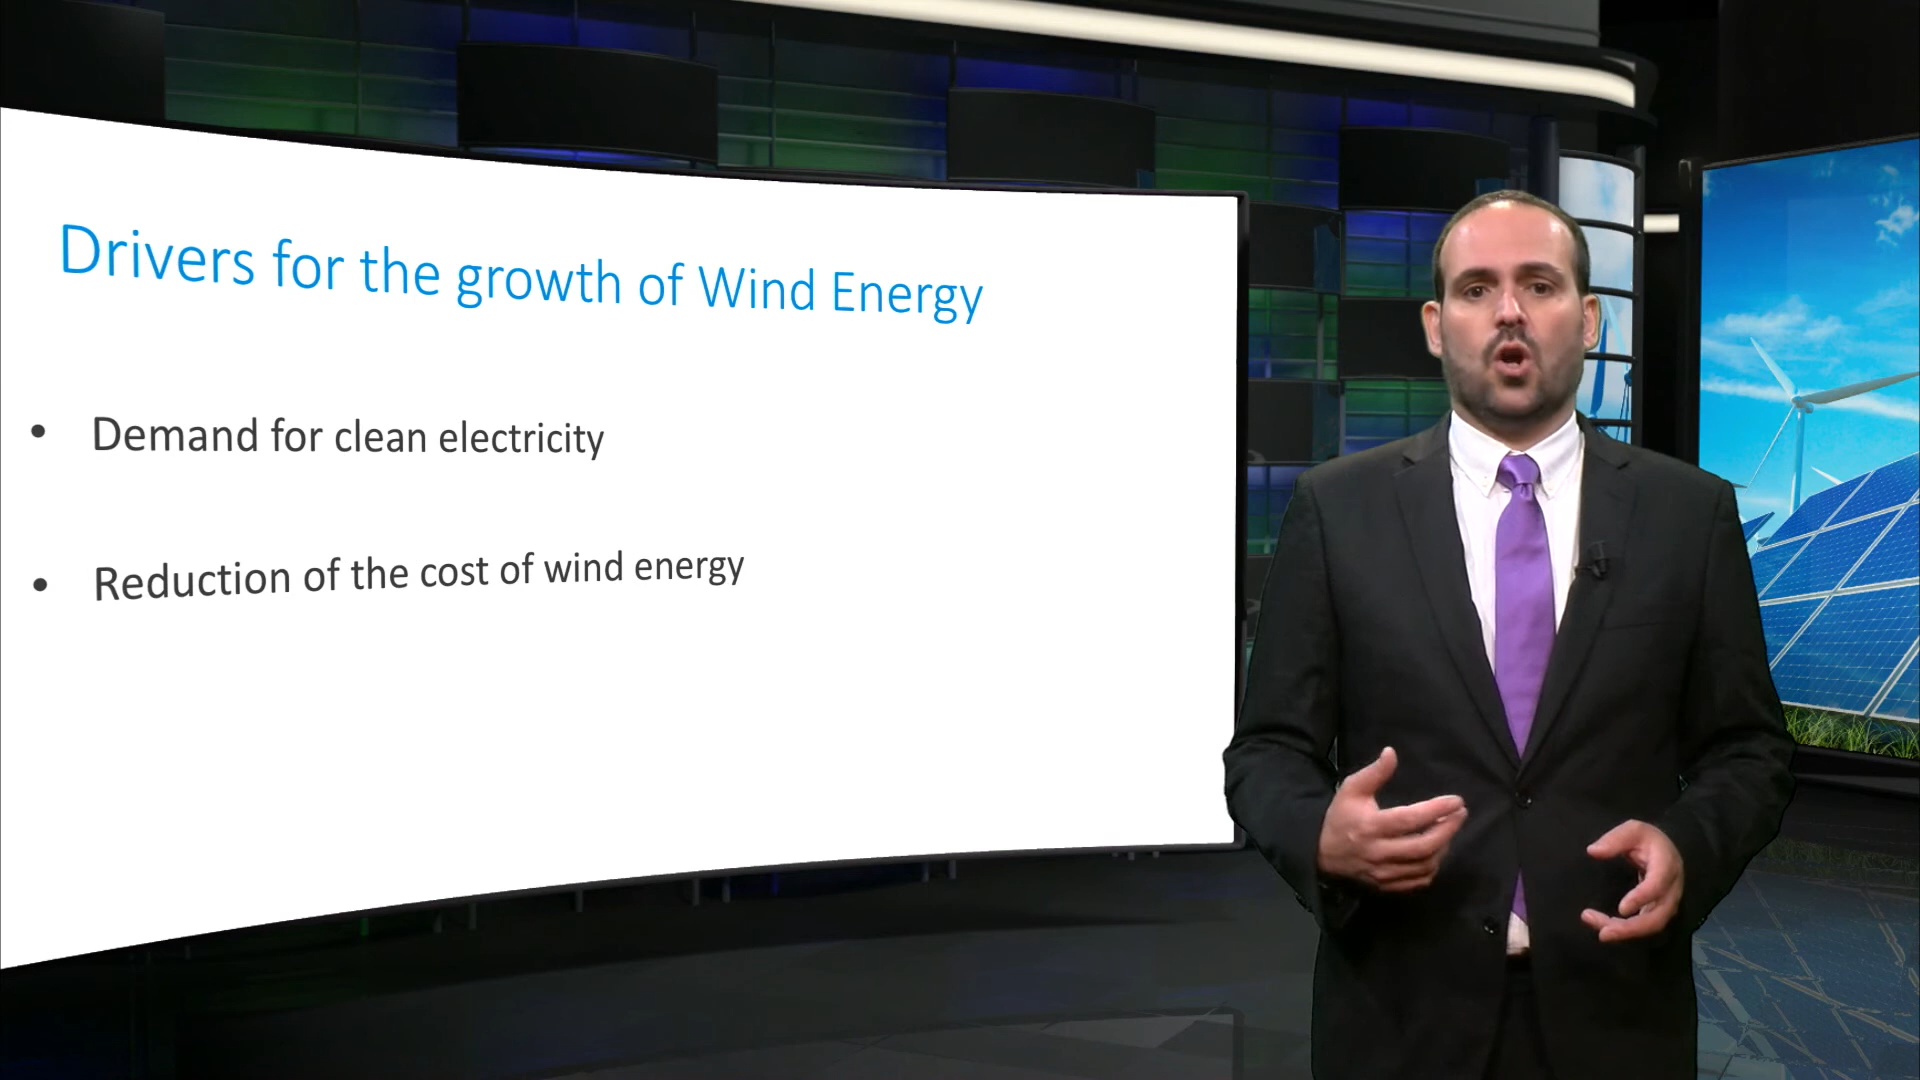 Drivers for the growth of Wind Energy
• Demand for clean electricity
• Reduction of the cost of wind energy